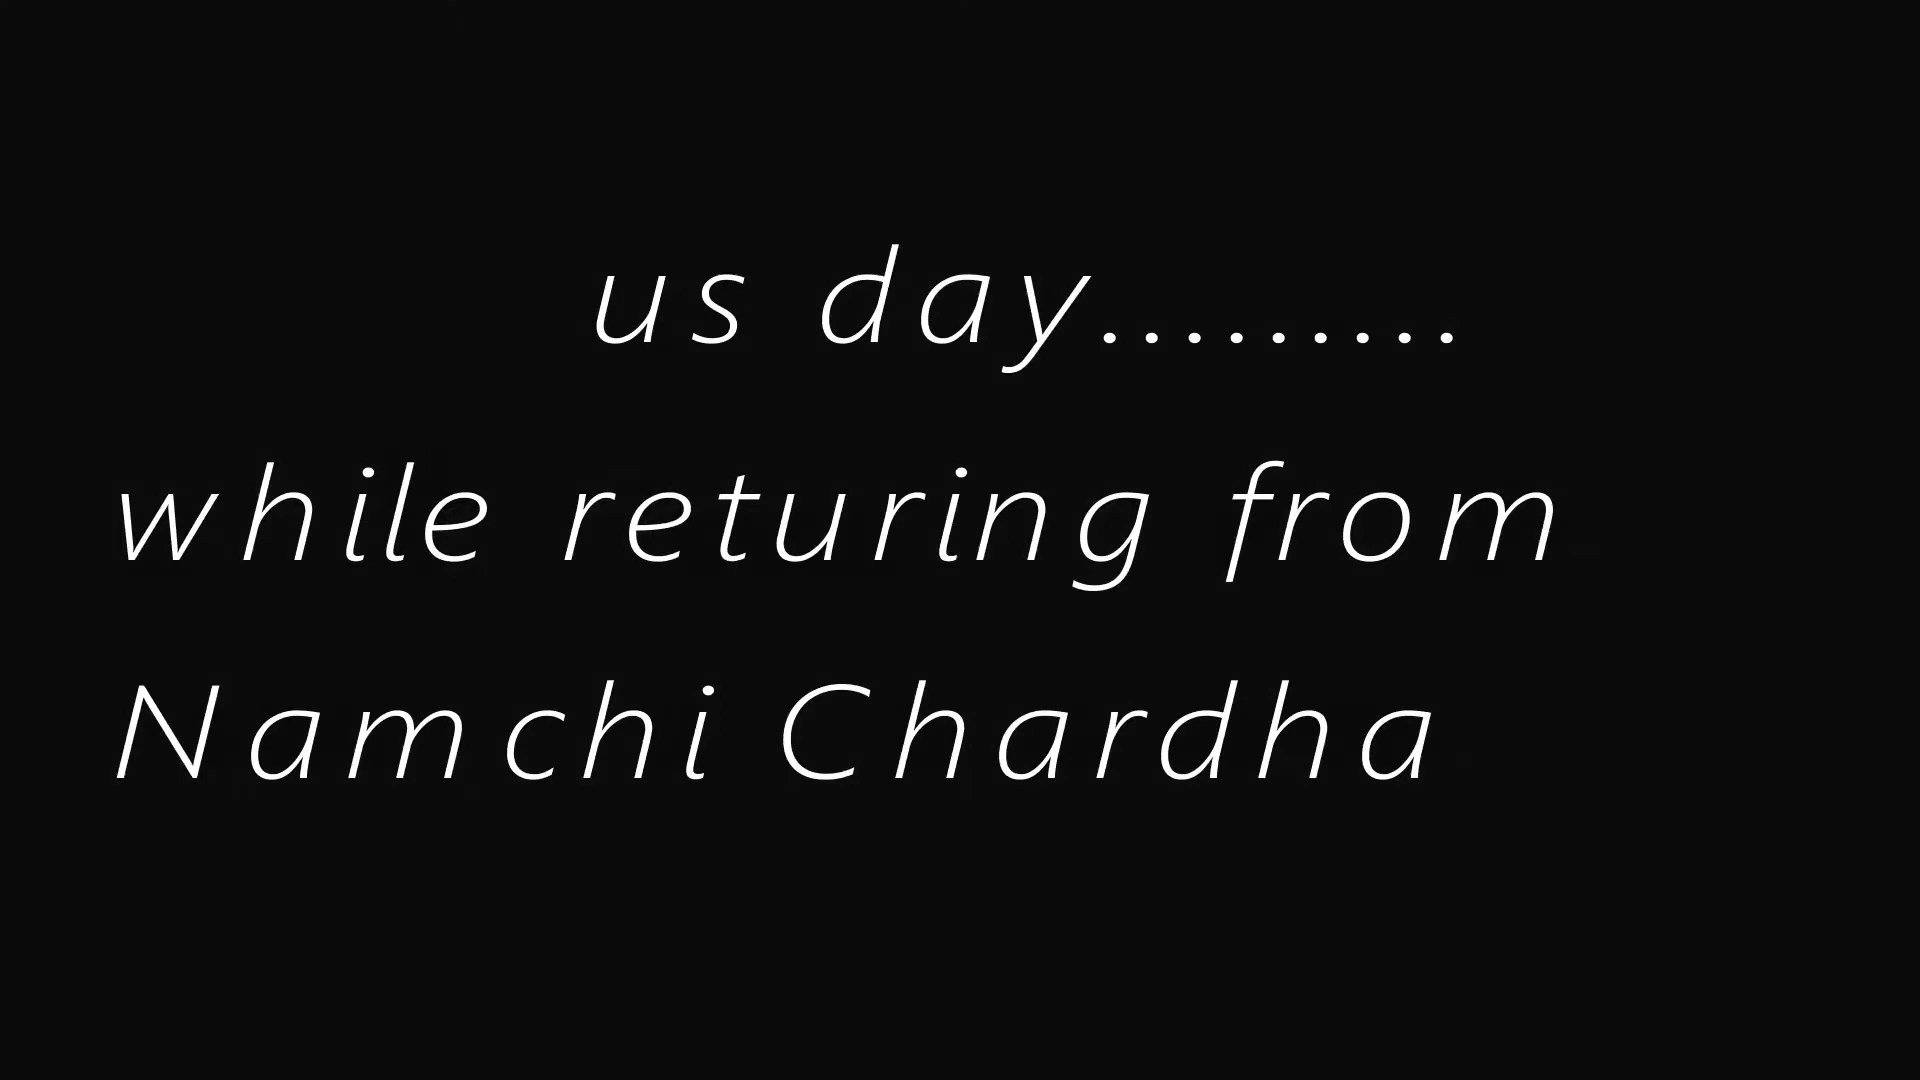 us day.........
while returing from
Namchi Chardha